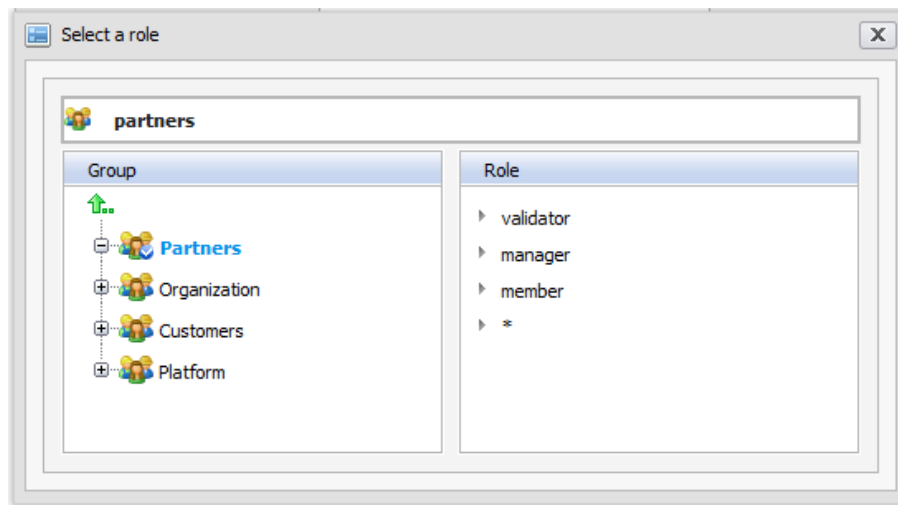 Select a role
X
partners
Group
Role
..
Partners
Organization
Customers
Platform
validator
manager
member
*